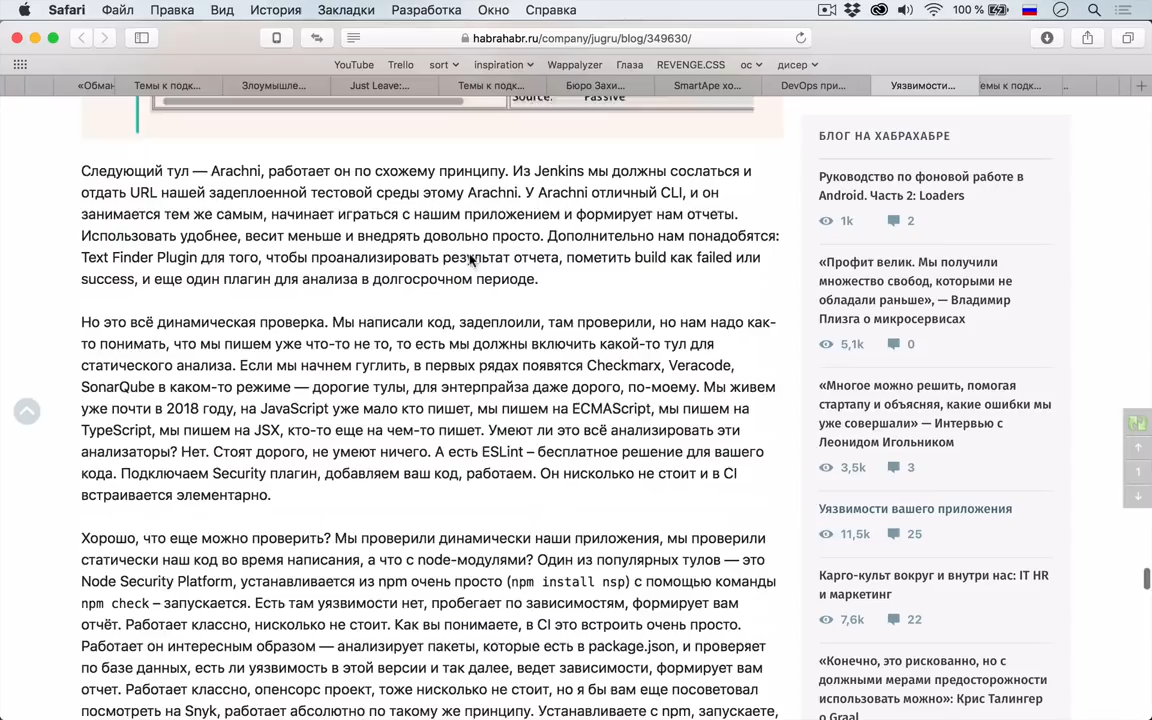 Safari Файл Правка Вид История Закладки Разработка Окно Справка 100 %
habrahabr.ru/company/jugru/blog/349630/
YouTube Trello sort inspiration Wappalyzer Глаза REVENGE.CSS ос дисер
«Обман Темы к подк... Злоумышле... Just Leave:... Темы к подк... Бюро Захи... SmartApe хо... DevOps при... Уязвимости... емы к подк... ..
Source: Passive
Следующий тул — Arachni, работает он по схожему принципу. Из Jenkins мы должны сослаться и
отдать URL нашей задеплоенной тестовой среды этому Arachni. У Arachni отличный CLI, и он
занимается тем же самым, начинает играться с нашим приложением и формирует нам отчеты.
Использовать удобнее, весит меньше и внедрять довольно просто. Дополнительно нам понадобятся:
Text Finder Plugin для того, чтобы проанализировать результат отчета, пометить build как failed или
success, и еще один плагин для анализа в долгосрочном периоде.
Но это всё динамическая проверка. Мы написали код, задеплоили, там проверили, но нам надо как-
то понимать, что мы пишем уже что-то не то, то есть мы должны включить какой-то тул для
статического анализа. Если мы начнем гуглить, в первых рядах появятся Checkmarx, Veracode,
SonarQube в каком-то режиме — дорогие тулы, для энтерпрайза даже дорого, по-моему. Мы живем
уже почти в 2018 году, на JavaScript уже мало кто пишет, мы пишем на ECMAScript, мы пишем на
TypeScript, мы пишем на JSX, кто-то еще на чем-то пишет. Умеют ли это всё анализировать эти
анализаторы? Нет. Стоят дорого, не умеют ничего. А есть ESLint – бесплатное решение для вашего
кода. Подключаем Security плагин, добавляем ваш код, работаем. Он нисколько не стоит и в CI
встраивается элементарно.
Хорошо, что еще можно проверить? Мы проверили динамически наши приложения, мы проверили
статически наш код во время написания, а что с node-модулями? Один из популярных тулов — это
Node Security Platform, устанавливается из npm очень просто (npm install nsp) с помощью команды
npm check – запускается. Есть там уязвимости нет, пробегает по зависимостям, формирует вам
отчёт. Работает классно, нисколько не стоит. Как вы понимаете, в CI это встроить очень просто.
Работает он интересным образом — анализирует пакеты, которые есть в package.json, и проверяет
по базе данных, есть ли уязвимость в этой версии и так далее, ведет зависимости, формирует вам
отчет. Работает классно, опенсорс проект, тоже нисколько не стоит, но я бы вам еще посоветовал
посмотреть на Snyk, работает абсолютно по такому же принципу. Устанавливаете с npm, запускаете,
БЛОГ НА ХАБРАХАБРЕ
Руководство по фоновой работе в
Android. Часть 2: Loaders
1k 2
«Профит велик. Мы получили
множество свобод, которыми не
обладали раньше», — Владимир
Плизга о микросервисах
5,1k 0
«Многое можно решить, помогая
стартапу и объясняя, какие ошибки мы
уже совершали» — Интервью с
Леонидом Игольником
3,5k 3
Уязвимости вашего приложения
11,5k 25
Карго-культ вокруг и внутри нас: IT HR
и маркетинг
7,6k 22
«Конечно, это рискованно, но с
должными мерами предосторожности
использовать можно»: Крис Талингер
о Graal
1